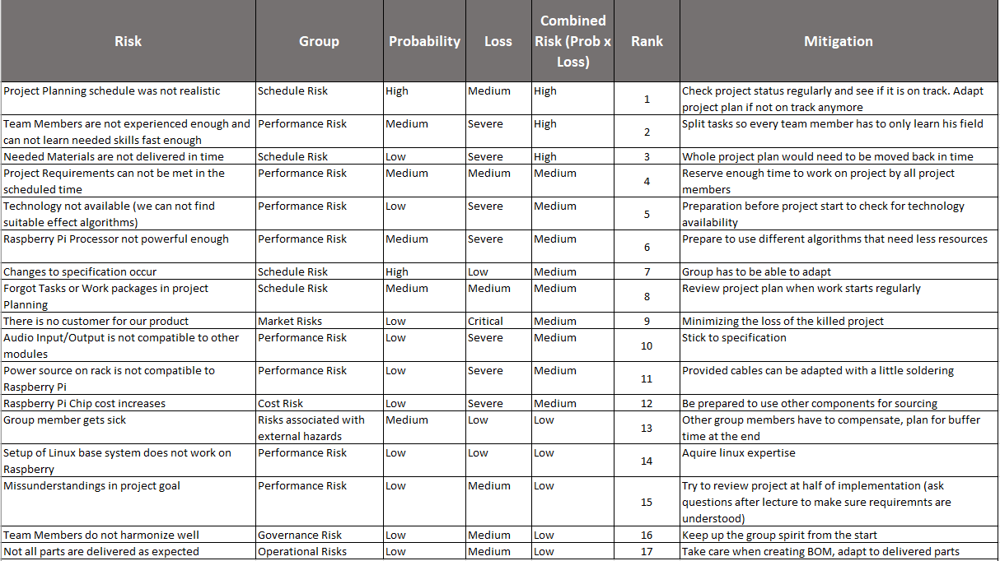 Risk Group Probability Loss Combined Risk (Prob x Loss) Rank Mitigation
Project Planning schedule was not realistic Schedule Risk High Medium High 1 Check project status regularly and see if it is on track. Adapt
project plan if not on track anymore
Team Members are not experienced enough and Performance Risk Medium Severe High 2 Split tasks so every team member has to only learn his field
can not learn needed skills fast enough
Needed Materials are not delivered in time Schedule Risk Low Severe High 3 Whole project plan would need to be moved back in time
Project Requirements can not be met in the Performance Risk Medium Medium Medium 4 Reserve enough time to work on project by all project
scheduled time members
Technology not available (we can not find Performance Risk Low Severe Medium 5 Preparation before project start to check for technology
suitable effect algorithms) availability
Raspberry Pi Processor not powerful enough Performance Risk Medium Severe Medium 6 Prepare to use different algorithms that need less resources
Changes to specification occur Schedule Risk High Low Medium 7 Group has to be able to adapt
Forgot Tasks or Work packages in project Schedule Risk Medium Medium Medium 8 Review project plan when work starts regularly
Planning
There is no customer for our product Market Risks Low Critical Medium 9 Minimizing the loss of the killed project
Audio Input/Output is not compatible to other Performance Risk Low Severe Medium 10 Stick to specification
modules
Power source on rack is not compatible to Performance Risk Low Severe Medium 11 Provided cables can be adapted with a little soldering
Raspberry Pi
Raspberry Pi Chip cost increases Cost Risk Low Severe Medium 12 Be prepared to use other components for sourcing
Group member gets sick Risks associated with Medium Low Low 13 Other group members have to compensate, plan for buffer
external hazards time at the end
Setup of Linux base system does not work on Performance Risk Low Low Low 14 Aquire linux expertise
Raspberry
Missunderstandings in project goal Performance Risk Low Medium Low 15 Try to review project at half of implementation (ask
questions after lecture to make sure requiremnts are
understood)
Team Members do not harmonize well Governance Risk Low Medium Low 16 Keep up the group spirit from the start
Not all parts are delivered as expected Operational Risks Low Medium Low 17 Take care when creating BOM, adapt to delivered parts